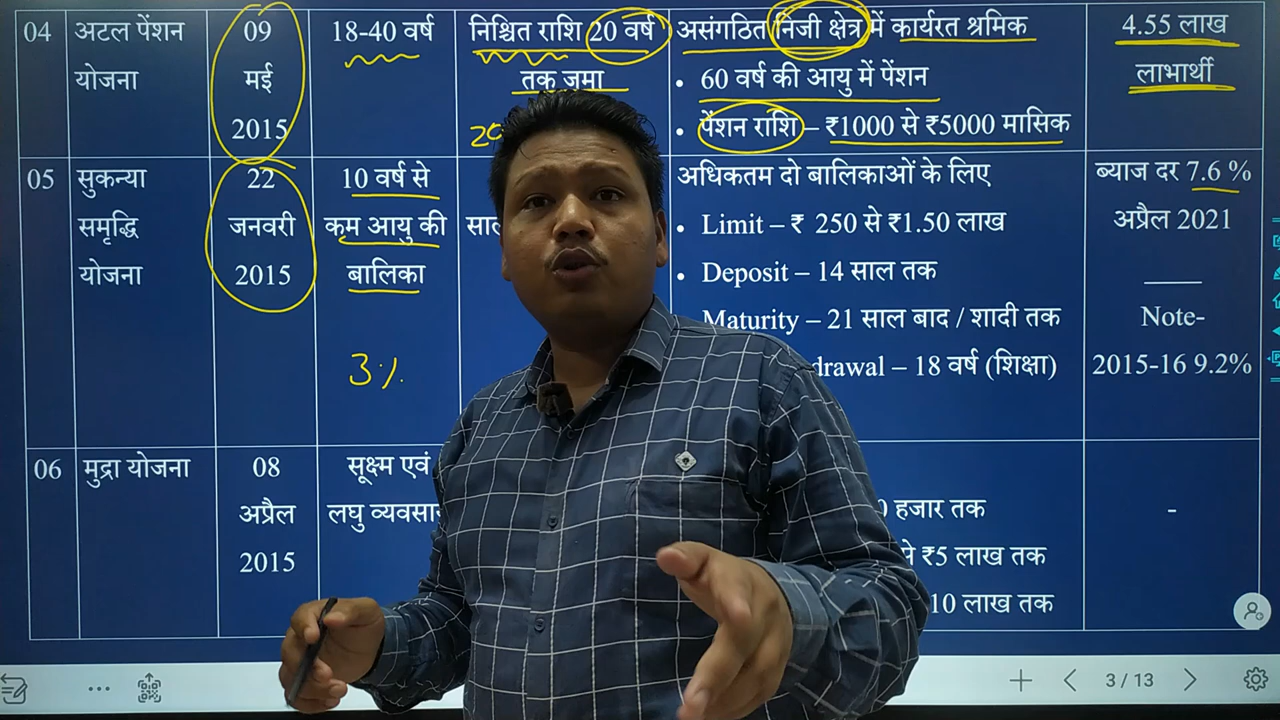 04
अटल पेंशन
योजना
09
मई
2015
18-40 वर्ष
निश्चित राशि 20 वर्ष
तक जमा
असंगठित निजी क्षेत्र में कार्यरत श्रमिक
• 60 वर्ष की आयु में पेंशन
• पेंशन राशि – ₹1000 से ₹5000 मासिक
4.55 लाख
लाभार्थी
05
सुकन्या
समृद्धि
योजना
22
जनवरी
2015
10 वर्ष से
कम आयु की
बालिका
3%
अधिकतम दो बालिकाओं के लिए
• Limit – ₹ 250 से ₹1.50 लाख
• Deposit – 14 साल तक
Maturity – 21 साल बाद / शादी तक
drawal – 18 वर्ष (शिक्षा)
ब्याज दर 7.6 %
अप्रैल 2021
Note-
2015-16 9.2%
06
मुद्रा योजना
08
अप्रैल
2015
सूक्ष्म एवं
लघु
हजार तक
से ₹5 लाख तक
10 लाख तक
-
3 / 13